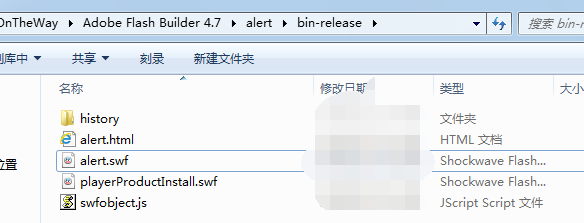 OnTheWay ▸ Adobe Flash Builder 4.7 ▸ alert ▸ bin-release ▸ 搜索 bin-r
到库中 共享 刻录 新建文件夹
名称 修改日期 类型 大小
history 文件夹
alert.html HTML 文档
位置 alert.swf Shockwave Flash...
playerProductInstall.swf Shockwave Flash...
swfobject.js JScript Script 文件